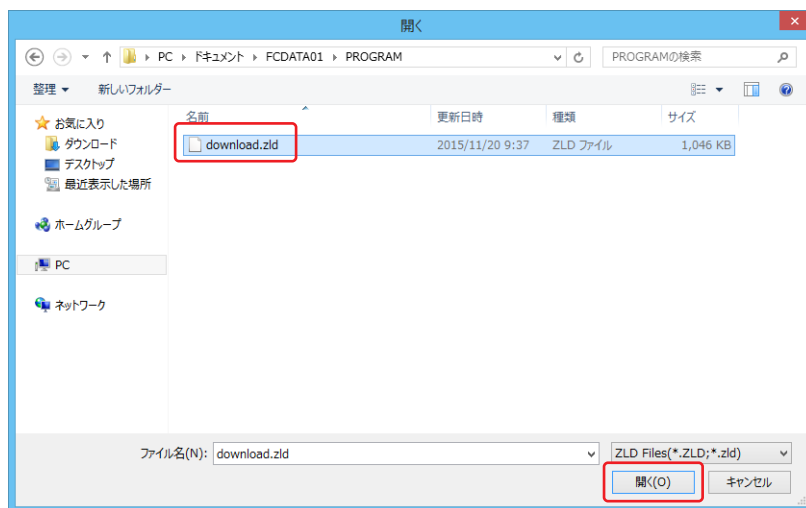 開く
PC ドキュメント FCDATA01 PROGRAM PROGRAMの検索
整理 新しいフォルダー
名前 更新日時 種類 サイズ
download.zld 2015/11/20 9:37 ZLD ファイル 1,046 KB
お気に入り
ダウンロード
デスクトップ
最近表示した場所
ホームグループ
PC
ネットワーク
ファイル名(N): download.zld ZLD Files(*.ZLD;*.zld)
開く(O) キャンセル